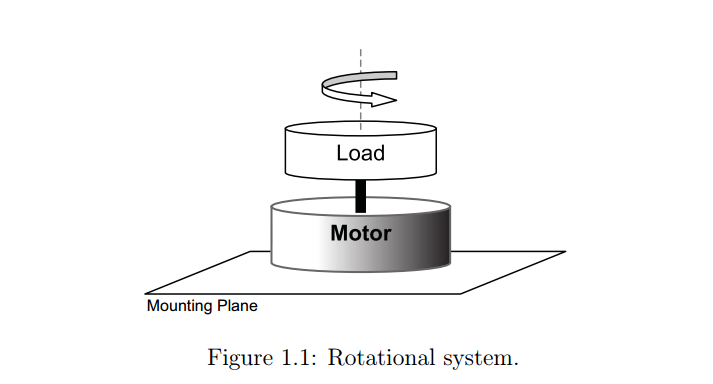 Load
Motor
Mounting Plane
Figure 1.1: Rotational system.